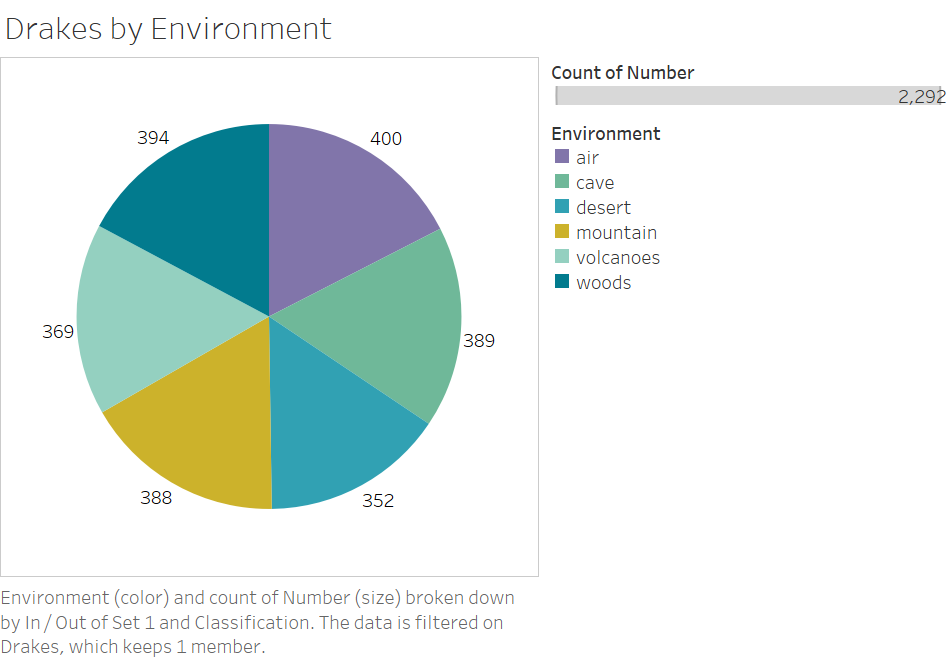 Drakes by Environment
394
400
369
389
388
352
Count of Number
2,292
Environment
air
cave
desert
mountain
volcanoes
woods
Environment (color) and count of Number (size) broken down
by In / Out of Set 1 and Classification. The data is filtered on
Drakes, which keeps 1 member.